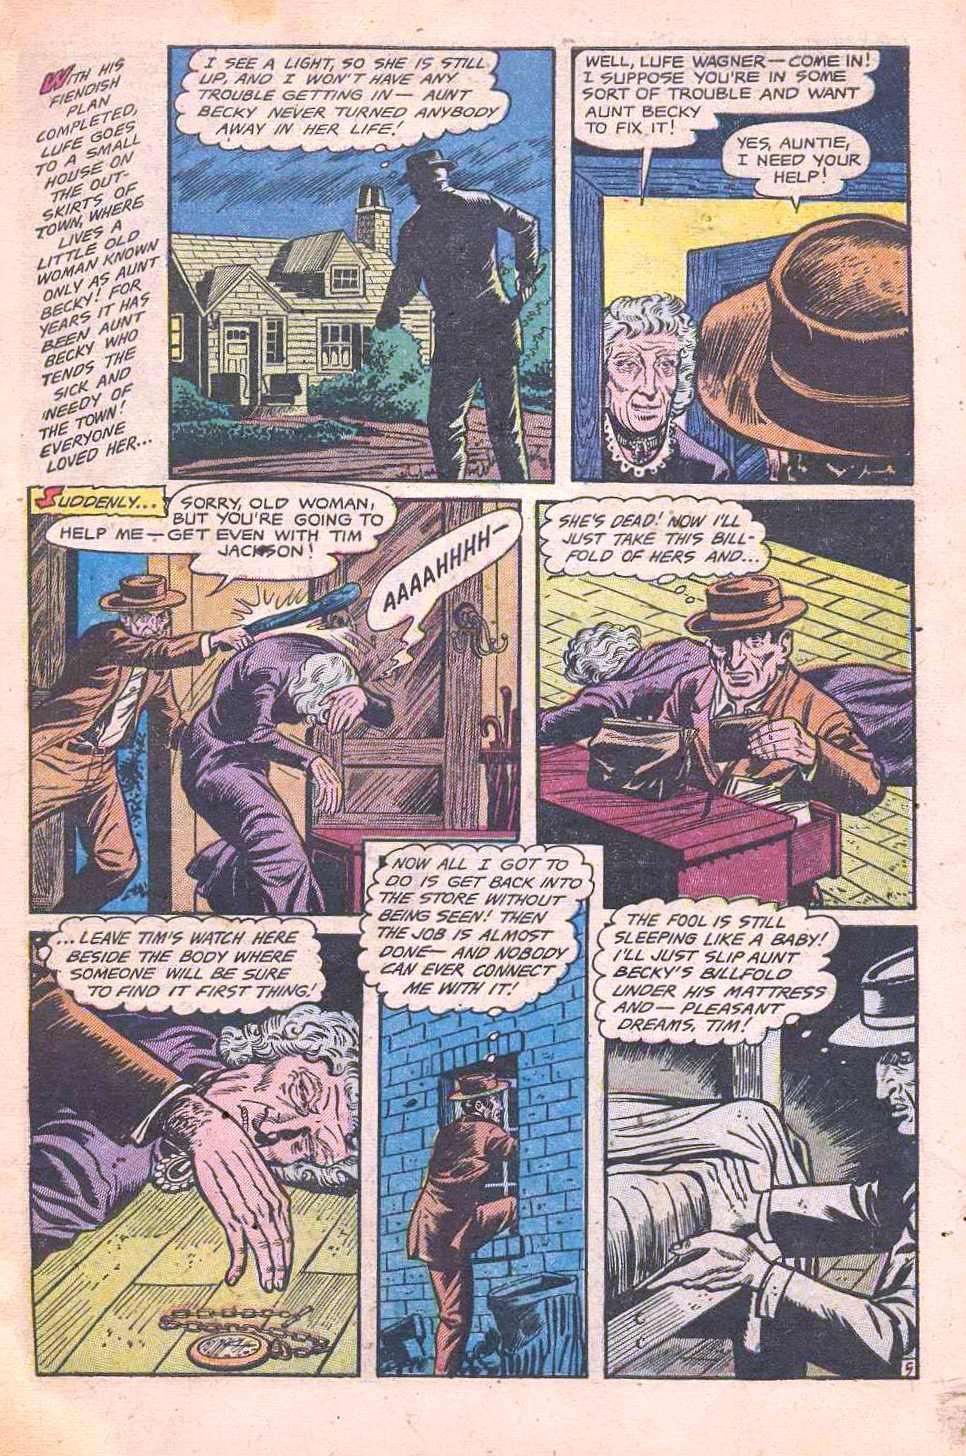 WITH HIS
FIENDISH
PLAN
COMPLETED,
LUFE GOES
TO A SMALL
HOUSE ON
THE OUT-
SKIRTS OF
TOWN, WHERE
LIVES A
LITTLE OLD
WOMAN KNOWN
ONLY AS AUNT
BECKY! FOR
YEARS IT HAS
BEEN AUNT
BECKY WHO
TENDS THE
SICK AND
NEEDY OF
THE TOWN!
EVERYONE
LOVED HER...
I SEE A LIGHT, SO SHE IS STILL
UP, AND I WON'T HAVE ANY
TROUBLE GETTING IN — AUNT
BECKY NEVER TURNED ANYBODY
AWAY IN HER LIFE!
WELL, LUFE WAGNER — COME IN!
I SUPPOSE YOU'RE IN SOME
SORT OF TROUBLE AND WANT
AUNT BECKY
TO FIX IT!
YES, AUNTIE,
I NEED YOUR
HELP!
SUDDENLY...
SORRY, OLD WOMAN,
BUT YOU'RE GOING TO
HELP ME — GET EVEN WITH TIM
JACKSON!
AAAAHHHH—
SHE'S DEAD! NOW I'LL
JUST TAKE THIS BILL-
FOLD OF HERS AND...
...LEAVE TIM'S WATCH HERE
BESIDE THE BODY WHERE
SOMEONE WILL BE SURE
TO FIND IT FIRST THING!
NOW ALL I GOT TO
DO IS GET BACK INTO
THE STORE WITHOUT
BEING SEEN! THEN
THE JOB IS ALMOST
DONE — AND NOBODY
CAN EVER CONNECT
ME WITH IT!
THE FOOL IS STILL
SLEEPING LIKE A BABY!
I'LL JUST SLIP AUNT
BECKY'S BILLFOLD
UNDER HIS MATTRESS
AND — PLEASANT
DREAMS, TIM!
5